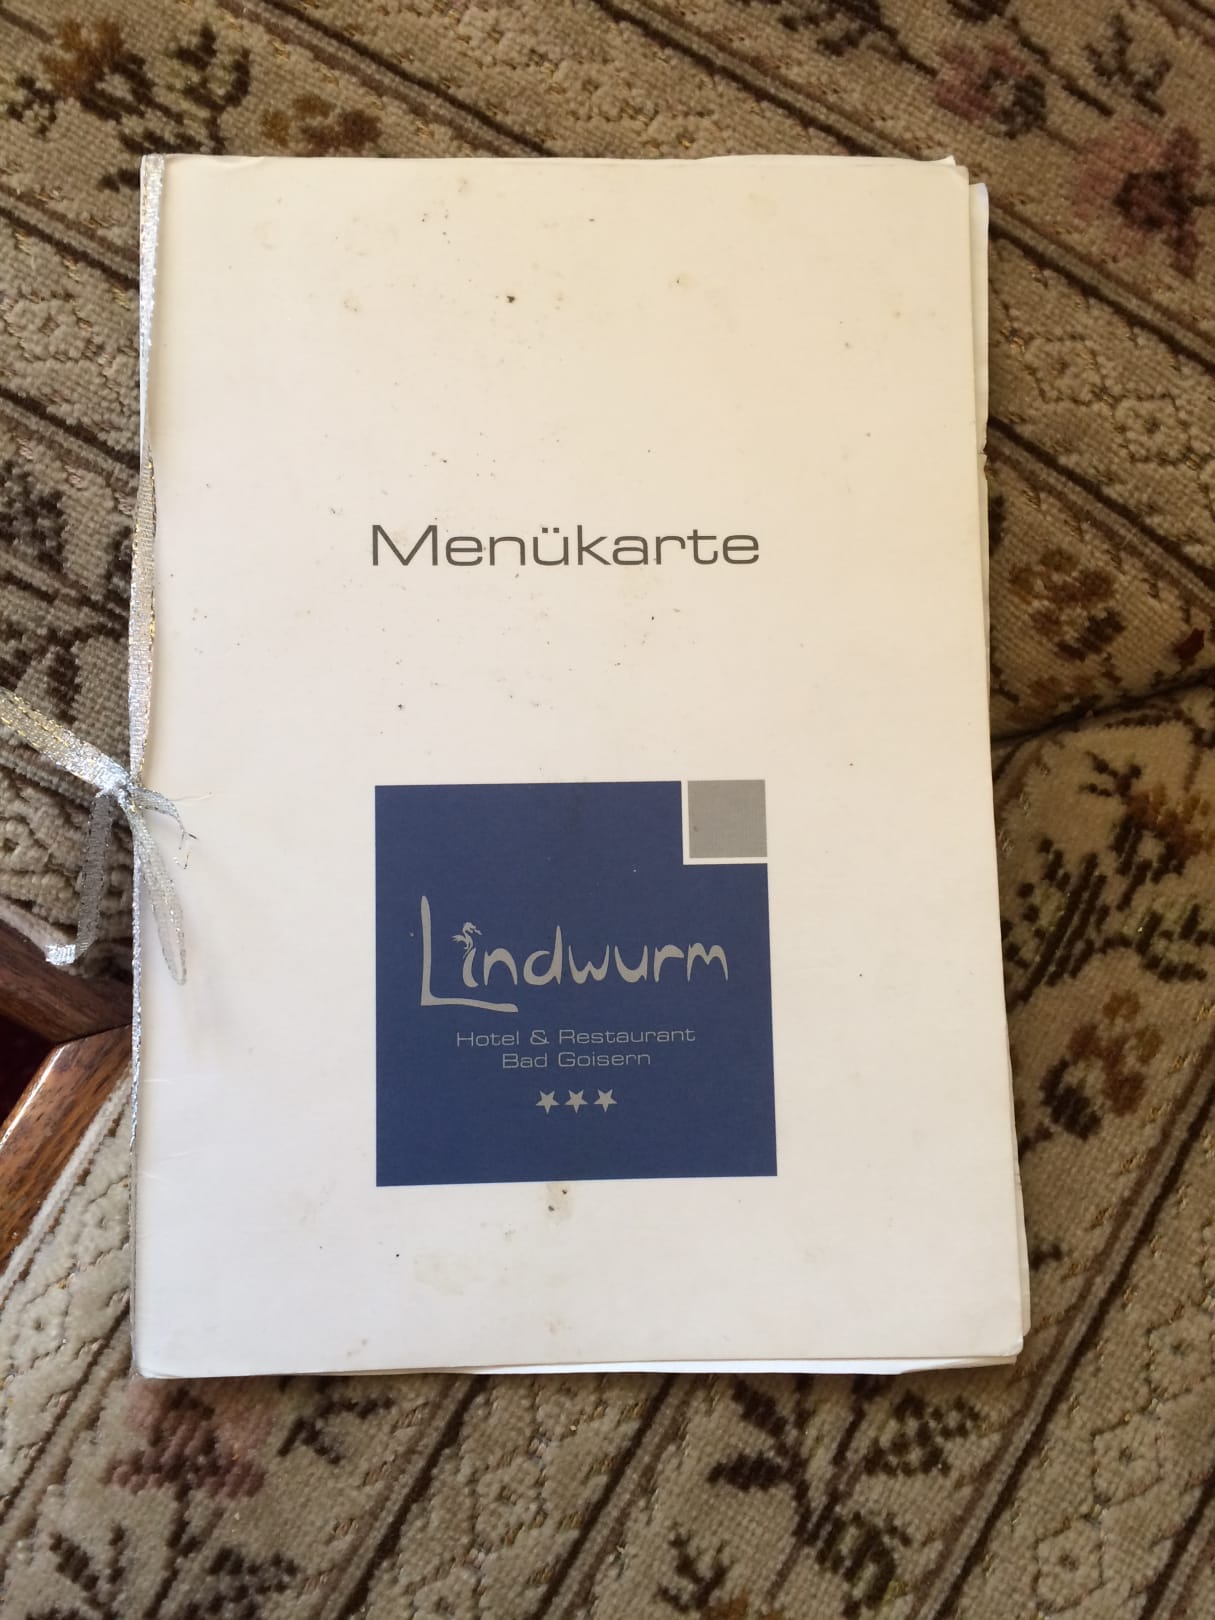 Menükarte
Lindwurm
Hotel & Restaurant
Bad Goisern